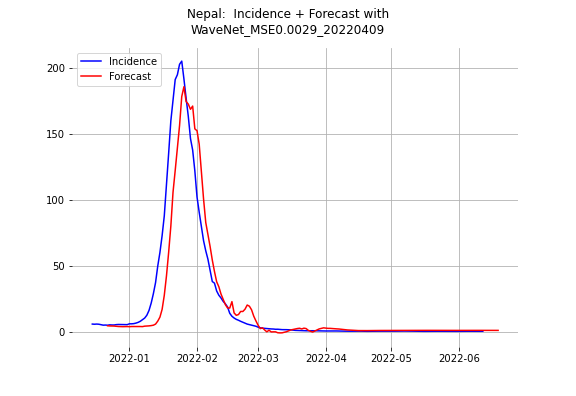 Nepal:  Incidence + Forecast with
WaveNet_MSE0.0029_20220409
Incidence
Forecast
200
150
100
50
0
2022-01 2022-02 2022-03 2022-04 2022-05 2022-06